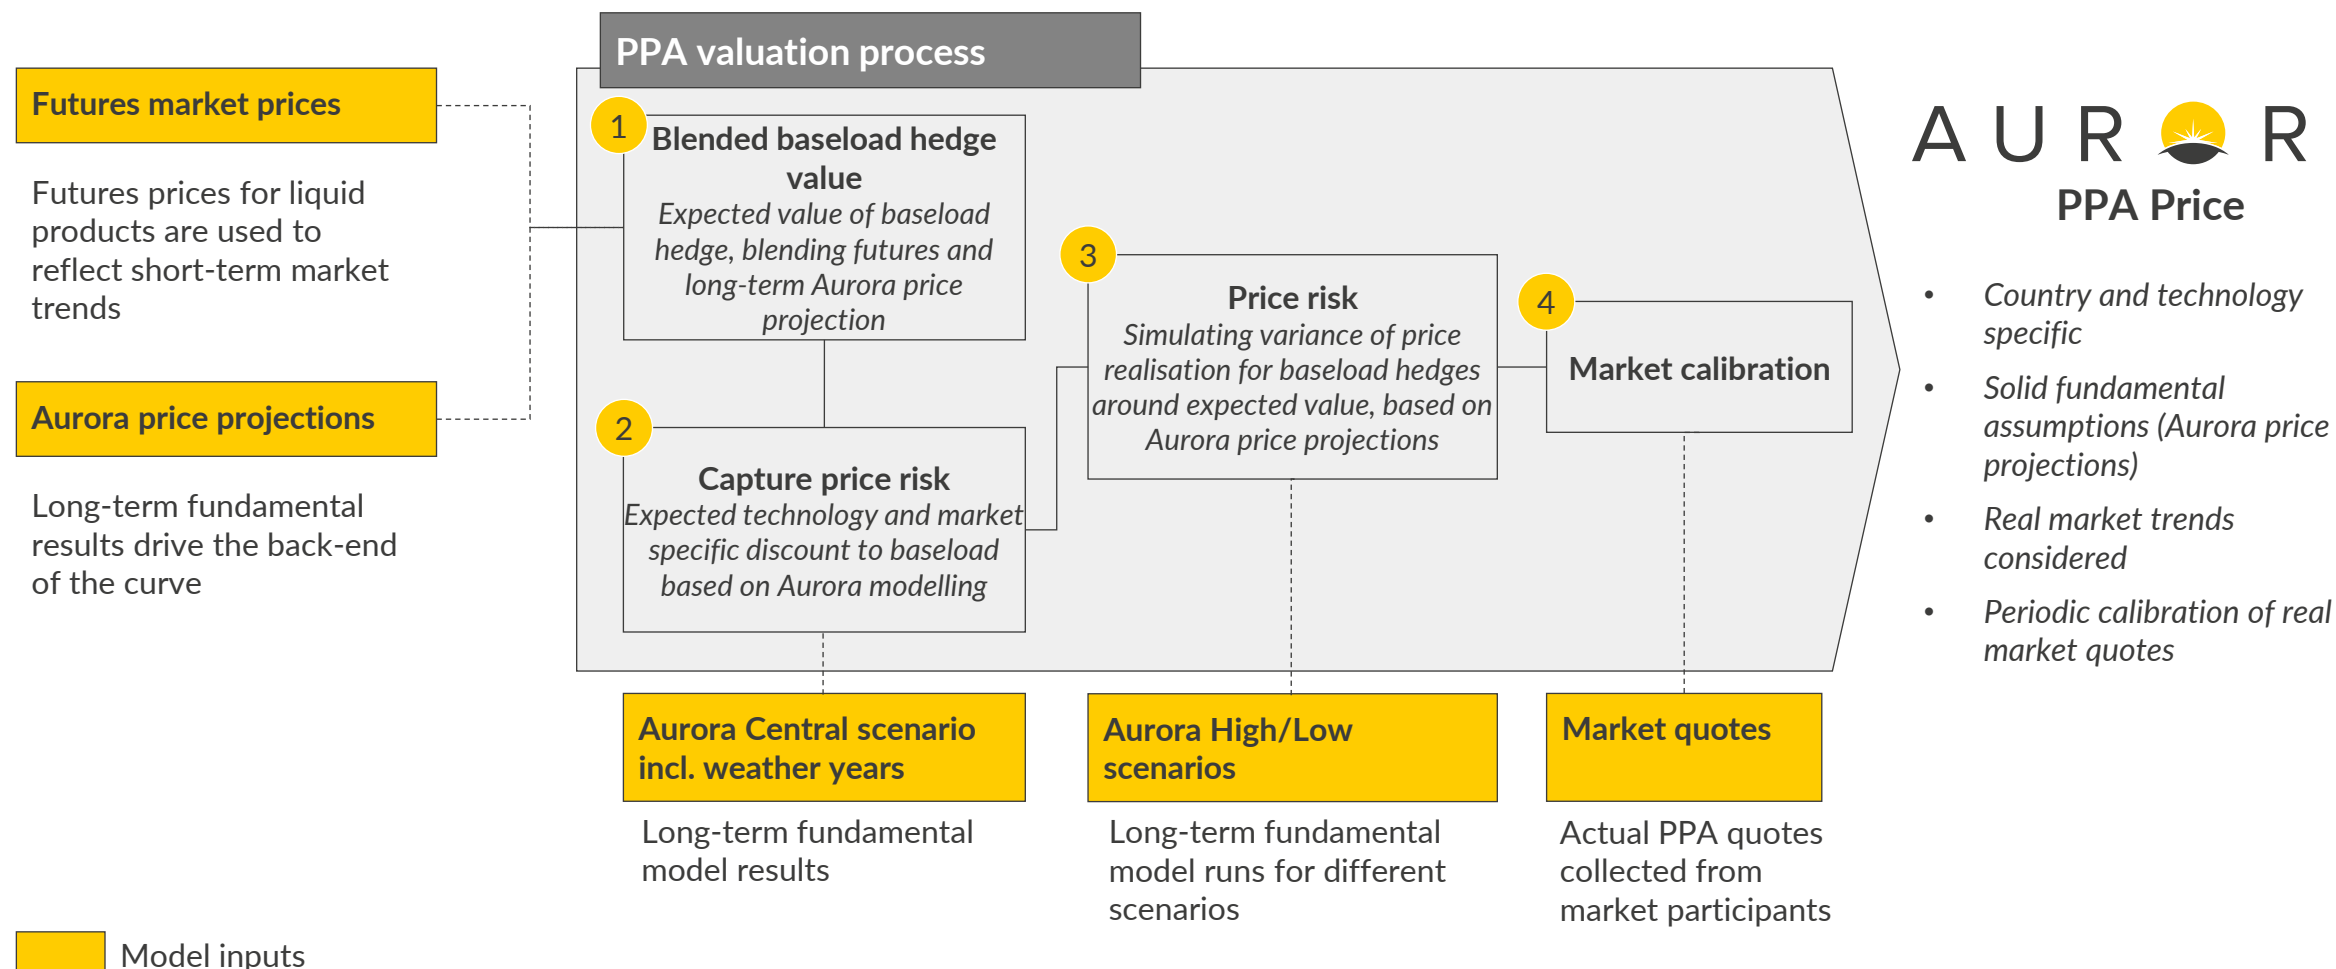 PPA valuation process
Futures market prices
Futures prices for liquid
products are used to
reflect short-term market
trends
Aurora price projections
Long-term fundamental
results drive the back-end
of the curve
1
Blended baseload hedge
value
Expected value of baseload
hedge, blending futures and
long-term Aurora price
projection
2
Capture price risk
Expected technology and market
specific discount to baseload
based on Aurora modelling
3
Price risk
Simulating variance of price
realisation for baseload hedges
around expected value, based on
Aurora price projections
4
Market calibration
Aurora Central scenario
incl. weather years
Long-term fundamental
model results
Aurora High/Low
scenarios
Long-term fundamental
model runs for different
scenarios
Market quotes
Actual PPA quotes
collected from
market participants
AUROR
PPA Price
• Country and technology
specific
• Solid fundamental
assumptions (Aurora price
projections)
• Real market trends
considered
• Periodic calibration of real
market quotes
Model inputs